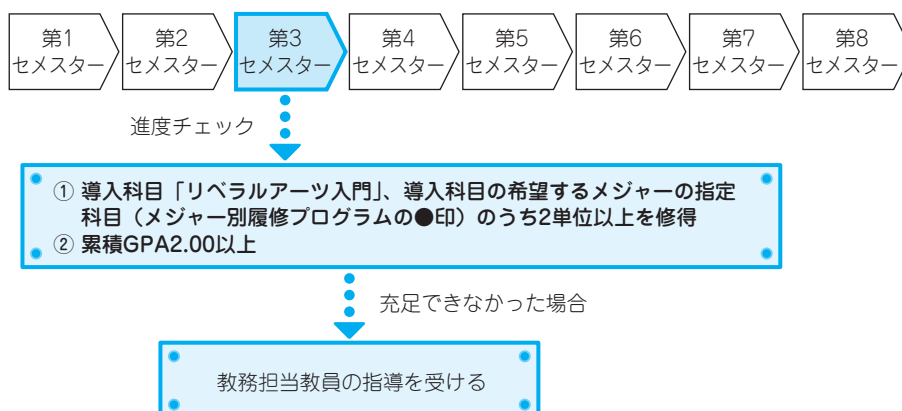 第1
セメスター
第2
セメスター
第3
セメスター
第4
セメスター
第5
セメスター
第6
セメスター
第7
セメスター
第8
セメスター
進度チェック
① 導入科目「リベラルアーツ入門」、導入科目の希望するメジャーの指定
科目（メジャー別履修プログラムの●印）のうち2単位以上を修得
② 累積GPA2.00以上
充足できなかった場合
教務担当教員の指導を受ける